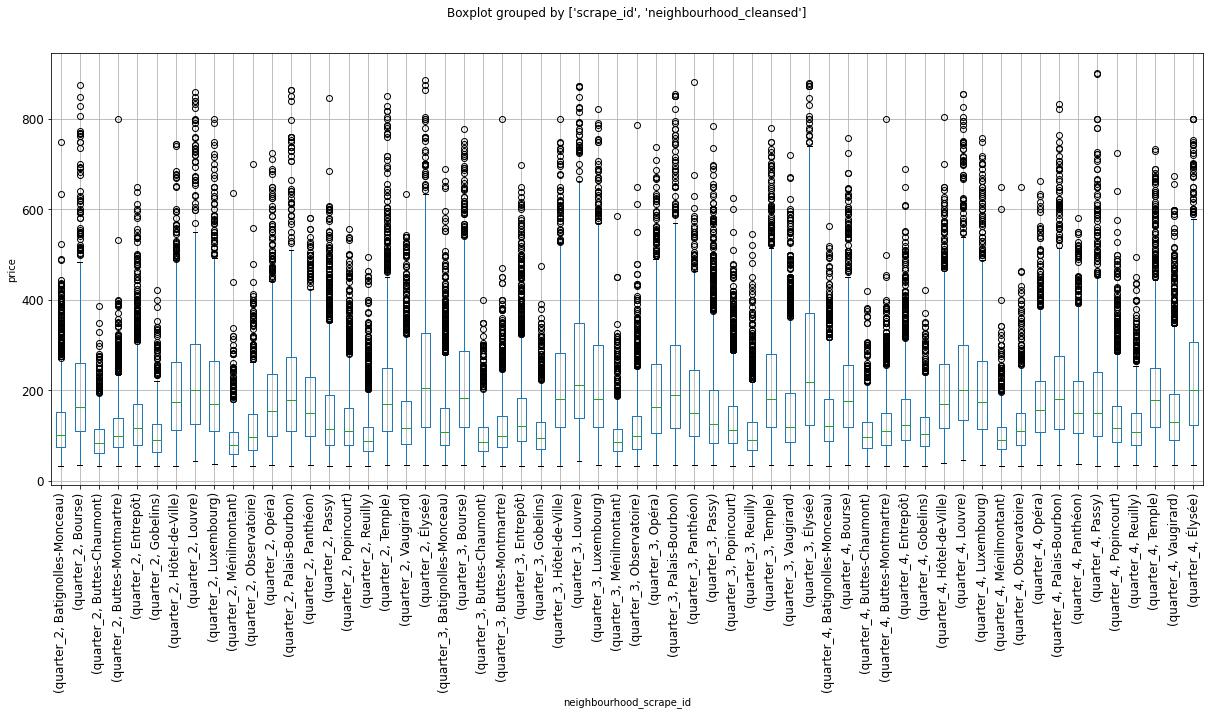 Boxplot grouped by ['scrape_id', 'neighbourhood_cleansed']
price
800
600
400
200
0
(quarter_2, Batignolles-Monceau)
(quarter_2, Bourse)
(quarter_2, Buttes-Chaumont)
(quarter_2, Buttes-Montmartre)
(quarter_2, Entrepôt)
(quarter_2, Gobelins)
(quarter_2, Hôtel-de-Ville)
(quarter_2, Louvre)
(quarter_2, Luxembourg)
(quarter_2, Ménilmontant)
(quarter_2, Observatoire)
(quarter_2, Opéra)
(quarter_2, Palais-Bourbon)
(quarter_2, Panthéon)
(quarter_2, Passy)
(quarter_2, Popincourt)
(quarter_2, Reuilly)
(quarter_2, Temple)
(quarter_2, Vaugirard)
(quarter_2, Élysée)
(quarter_3, Batignolles-Monceau)
(quarter_3, Bourse)
(quarter_3, Buttes-Chaumont)
(quarter_3, Buttes-Montmartre)
(quarter_3, Entrepôt)
(quarter_3, Gobelins)
(quarter_3, Hôtel-de-Ville)
(quarter_3, Louvre)
(quarter_3, Luxembourg)
(quarter_3, Ménilmontant)
(quarter_3, Observatoire)
(quarter_3, Opéra)
(quarter_3, Palais-Bourbon)
(quarter_3, Panthéon)
(quarter_3, Passy)
(quarter_3, Popincourt)
(quarter_3, Reuilly)
(quarter_3, Temple)
(quarter_3, Vaugirard)
(quarter_3, Élysée)
(quarter_4, Batignolles-Monceau)
(quarter_4, Bourse)
(quarter_4, Buttes-Chaumont)
(quarter_4, Buttes-Montmartre)
(quarter_4, Entrepôt)
(quarter_4, Gobelins)
(quarter_4, Hôtel-de-Ville)
(quarter_4, Louvre)
(quarter_4, Luxembourg)
(quarter_4, Ménilmontant)
(quarter_4, Observatoire)
(quarter_4, Opéra)
(quarter_4, Palais-Bourbon)
(quarter_4, Panthéon)
(quarter_4, Passy)
(quarter_4, Popincourt)
(quarter_4, Reuilly)
(quarter_4, Temple)
(quarter_4, Vaugirard)
(quarter_4, Élysée)
neighbourhood_scrape_id